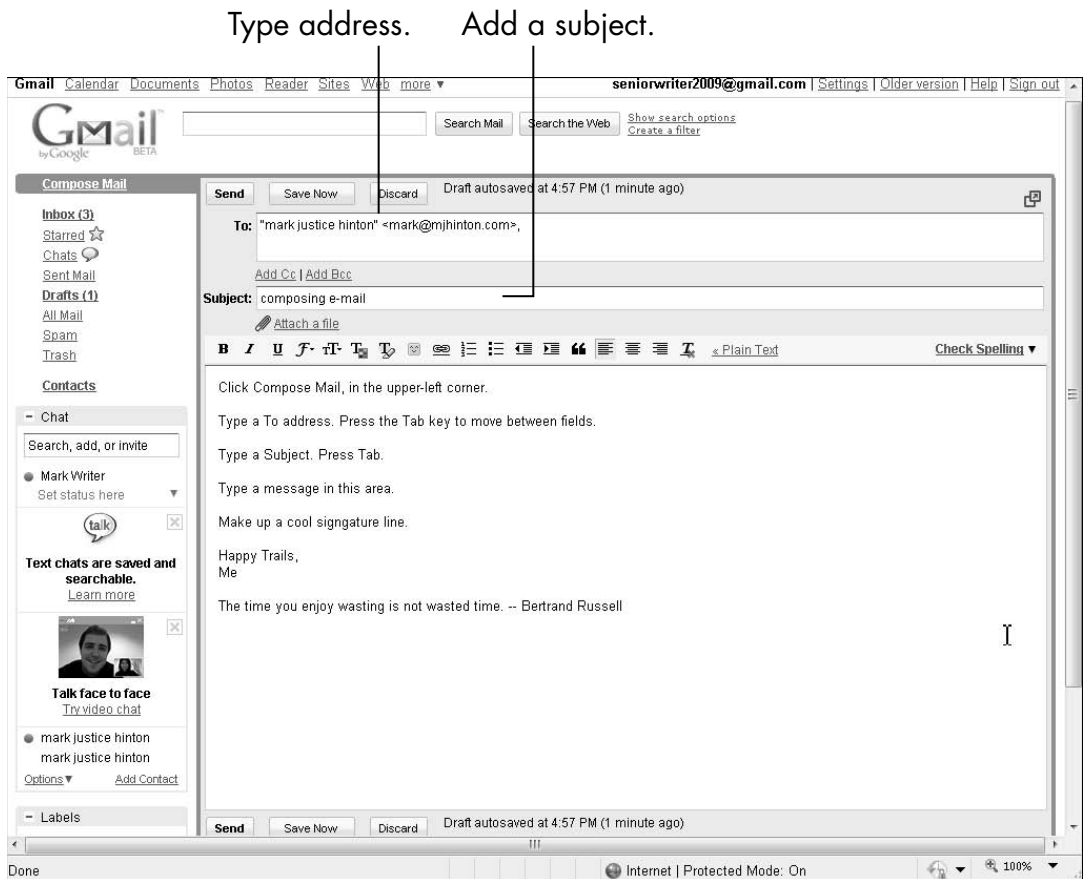 Type address. Add a subject.
Gmail Calendar Documents Photos Reader Sites Web more ▼ seniorwriter2009@gmail.com | Settings | Older version | Help | Sign out
Gmail
by Google BETA
Search Mail Search the Web Show search options
Create a filter
Compose Mail
Inbox (3)
Starred
Chats
Sent Mail
Drafts (1)
All Mail
Spam
Trash
Contacts
- Chat
Search, add, or invite
Mark Writer
Set status here
talk
Text chats are saved and
searchable.
Learn more
Talk face to face
Try video chat
mark justice hinton
mark justice hinton
Options ▼ Add Contact
- Labels
Send Save Now Discard Draft autosaved at 4:57 PM (1 minute ago)
To: "mark justice hinton" <mark@mjhinton.com>,
Add Cc | Add Bcc
Subject: composing e-mail
Attach a file
B I U « Plain Text Check Spelling ▼
Click Compose Mail, in the upper-left corner.
Type a To address. Press the Tab key to move between fields.
Type a Subject. Press Tab.
Type a message in this area.
Make up a cool signgature line.
Happy Trails,
Me
The time you enjoy wasting is not wasted time. -- Bertrand Russell
Send Save Now Discard Draft autosaved at 4:57 PM (1 minute ago)
Done Internet | Protected Mode: On 100%